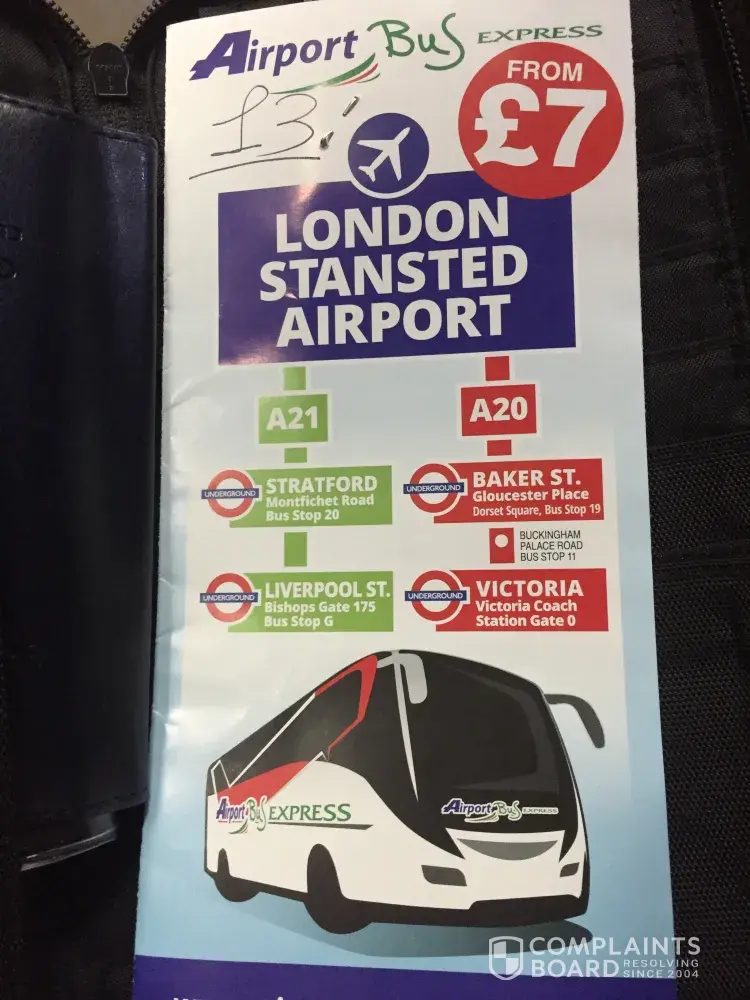 Airport Bus EXPRESS
FROM
£7
£3
LONDON
STANSTED
AIRPORT
A21
A20
UNDERGROUND
STRATFORD
Montfichet Road
Bus Stop 20
UNDERGROUND
BAKER ST.
Gloucester Place
Dorset Square, Bus Stop 19
BUCKINGHAM
PALACE ROAD
BUS STOP 11
UNDERGROUND
LIVERPOOL ST.
Bishops Gate 175
Bus Stop G
UNDERGROUND
VICTORIA
Victoria Coach
Station Gate 0
Airport Bus EXPRESS
Airport Bus EXPRESS
COMPLAINTS
BOARD RESOLVING
SINCE 2004